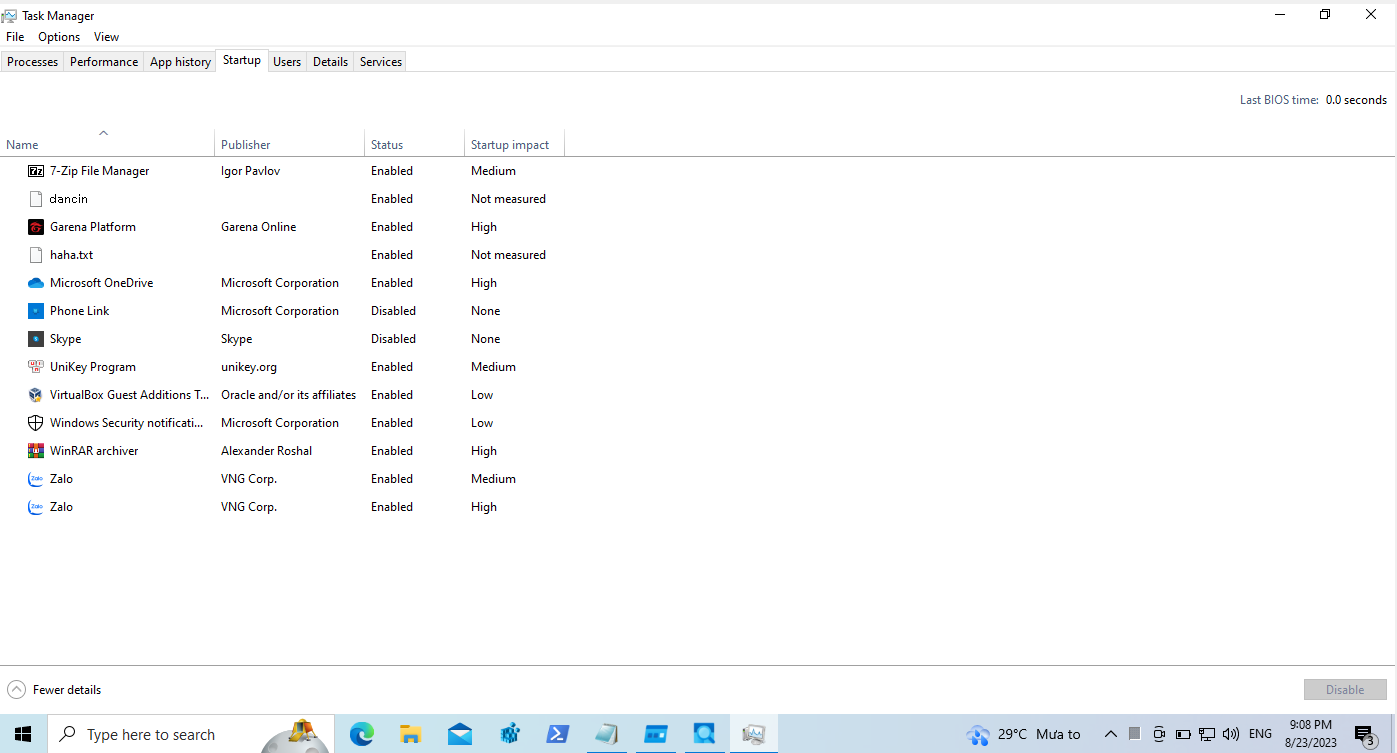 Task Manager
File Options View
Processes Performance App history Startup Users Details Services
Last BIOS time: 0.0 seconds
Name Publisher Status Startup impact
7-Zip File Manager Igor Pavlov Enabled Medium
dancin Enabled Not measured
Garena Platform Garena Online Enabled High
haha.txt Enabled Not measured
Microsoft OneDrive Microsoft Corporation Enabled High
Phone Link Microsoft Corporation Disabled None
Skype Skype Disabled None
UniKey Program unikey.org Enabled Medium
VirtualBox Guest Additions T... Oracle and/or its affiliates Enabled Low
Windows Security notificati... Microsoft Corporation Enabled Low
WinRAR archiver Alexander Roshal Enabled High
Zalo VNG Corp. Enabled Medium
Zalo VNG Corp. Enabled High
Fewer details Disable
Type here to search 29°C Mưa to ENG 9:08 PM
8/23/2023 3